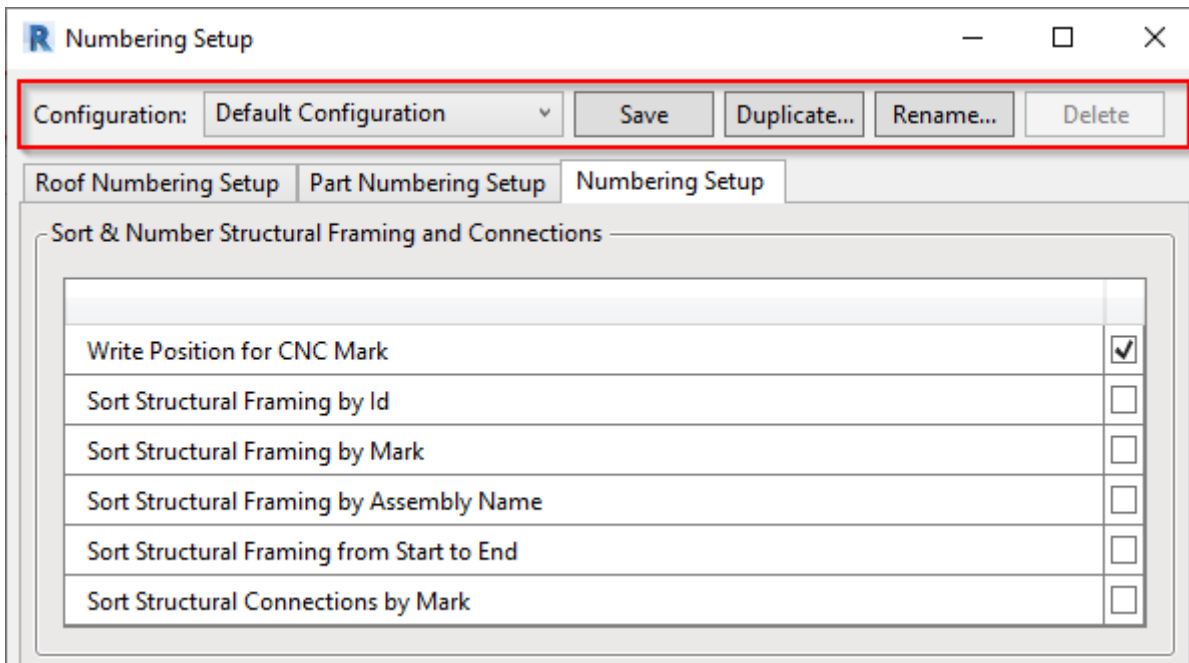 Numbering Setup
Configuration: Default Configuration Save Duplicate... Rename... Delete
Roof Numbering Setup Part Numbering Setup Numbering Setup
Sort & Number Structural Framing and Connections
Write Position for CNC Mark
Sort Structural Framing by Id
Sort Structural Framing by Mark
Sort Structural Framing by Assembly Name
Sort Structural Framing from Start to End
Sort Structural Connections by Mark